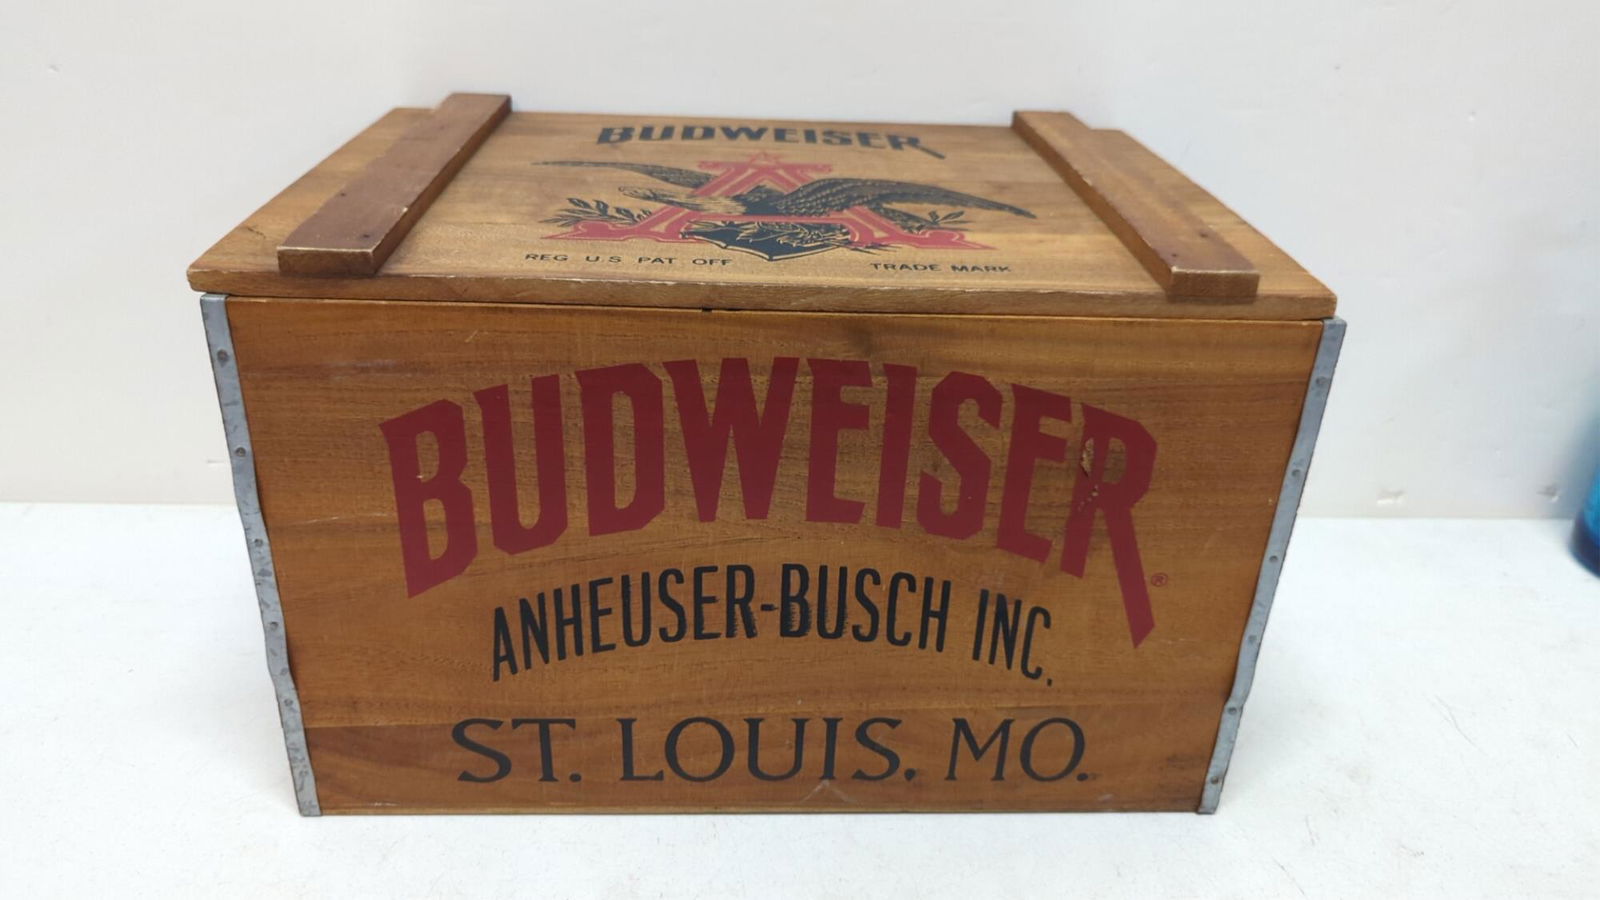 BUDWEISER
A
REG U.S PAT OFF TRADE MARK
BUDWEISER®
ANHEUSER-BUSCH INC.
ST. LOUIS, MO.